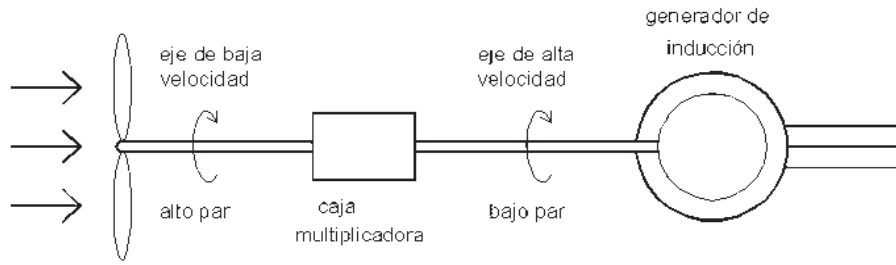 generador de
inducción
eje de baja
velocidad
eje de alta
velocidad
alto par
caja
multiplicadora
bajo par